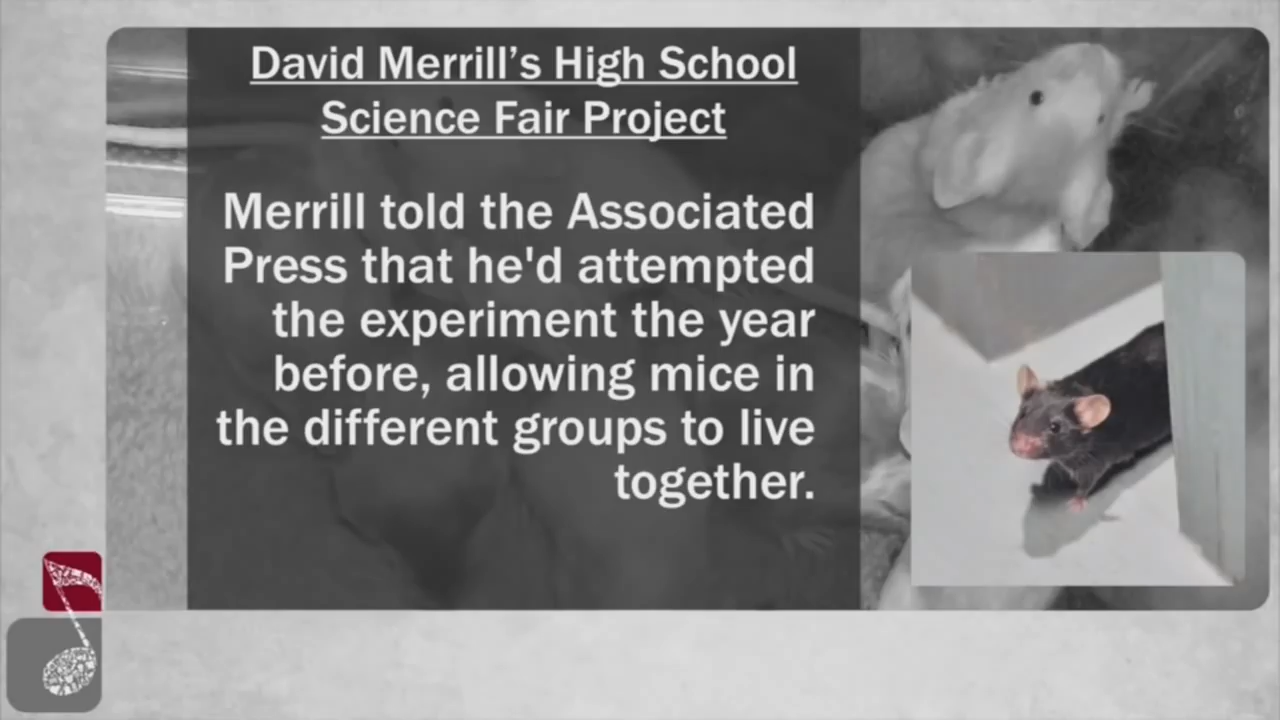 David Merrill’s High School
Science Fair Project
Merrill told the Associated
Press that he'd attempted
the experiment the year
before, allowing mice in
the different groups to live
together.